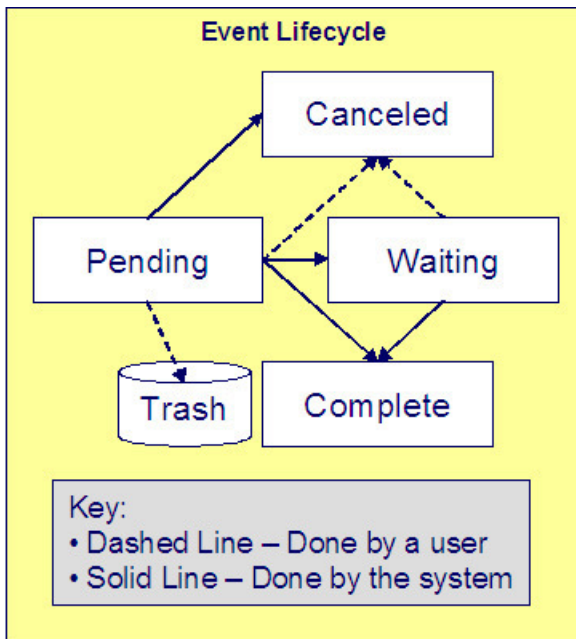 Event Lifecycle
Canceled
Pending
Waiting
Trash
Complete
Key:
• Dashed Line – Done by a user
• Solid Line – Done by the system